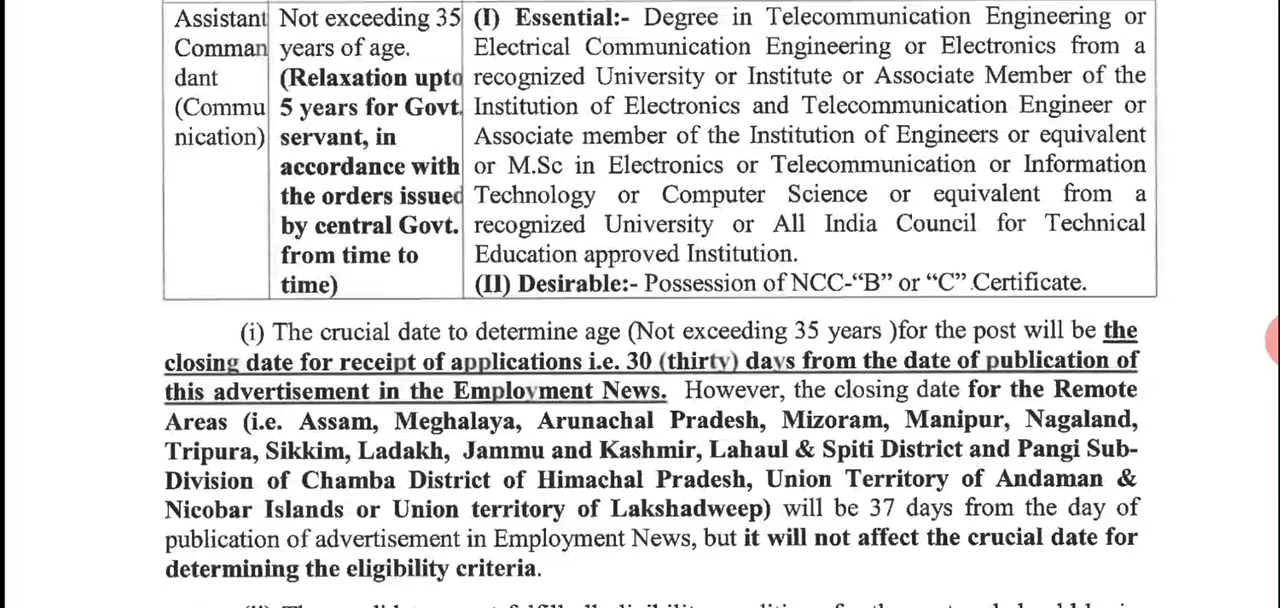 Assistant
Comman
dant
(Commu
nication)
Not exceeding 35
years of age.
(Relaxation upto
5 years for Govt.
servant, in
accordance with
the orders issued
by central Govt.
from time to
time)
(I) Essential:- Degree in Telecommunication Engineering or
Electrical Communication Engineering or Electronics from a
recognized University or Institute or Associate Member of the
Institution of Electronics and Telecommunication Engineer or
Associate member of the Institution of Engineers or equivalent
or M.Sc in Electronics or Telecommunication or Information
Technology or Computer Science or equivalent from a
recognized University or All India Council for Technical
Education approved Institution.
(II) Desirable:- Possession of NCC-“B” or “C” Certificate.
(i) The crucial date to determine age (Not exceeding 35 years )for the post will be the
closing date for receipt of applications i.e. 30 (thirty) days from the date of publication of
this advertisement in the Employment News. However, the closing date for the Remote
Areas (i.e. Assam, Meghalaya, Arunachal Pradesh, Mizoram, Manipur, Nagaland,
Tripura, Sikkim, Ladakh, Jammu and Kashmir, Lahaul & Spiti District and Pangi Sub-
Division of Chamba District of Himachal Pradesh, Union Territory of Andaman &
Nicobar Islands or Union territory of Lakshadweep) will be 37 days from the day of
publication of advertisement in Employment News, but it will not affect the crucial date for
determining the eligibility criteria.